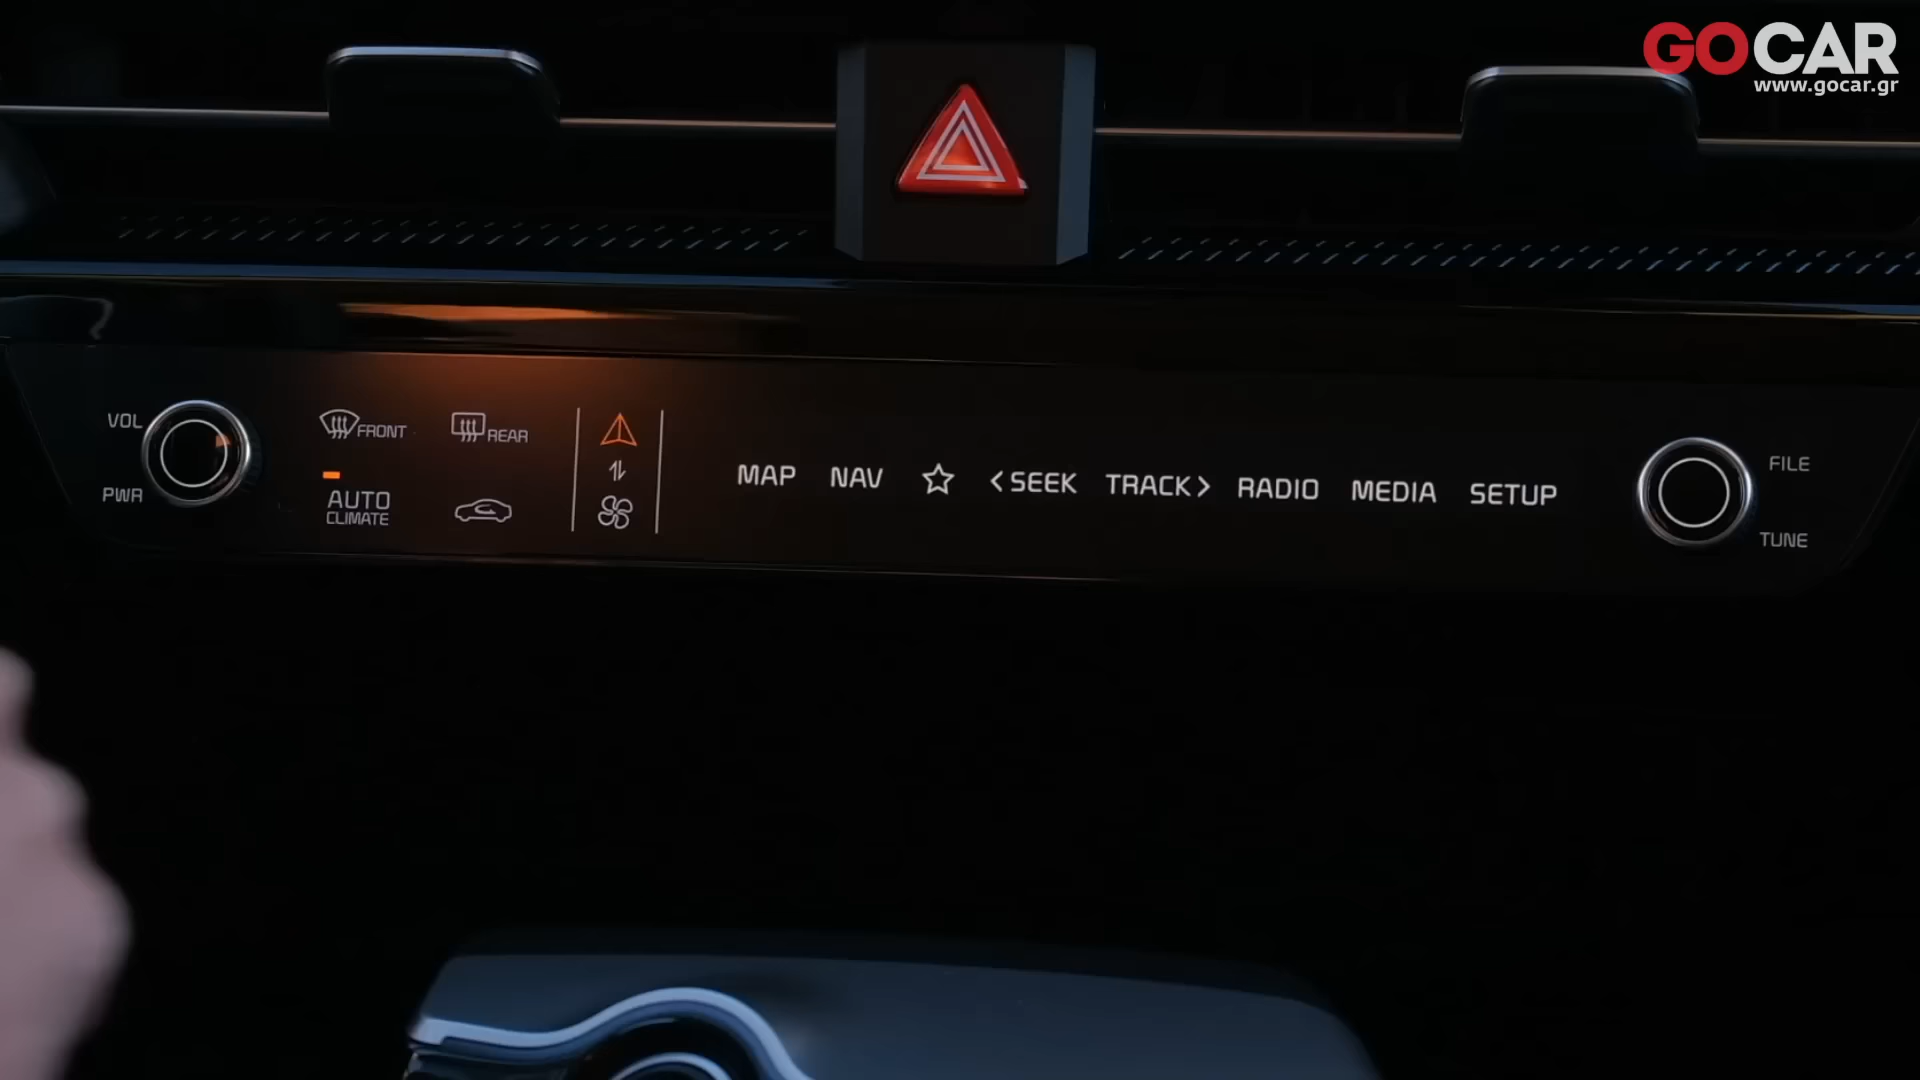 GOCAR
www.gocar.gr
VOL
PWR
FRONT
REAR
AUTO
CLIMATE
MAP NAV <SEEK TRACK> RADIO MEDIA SETUP
FILE
TUNE